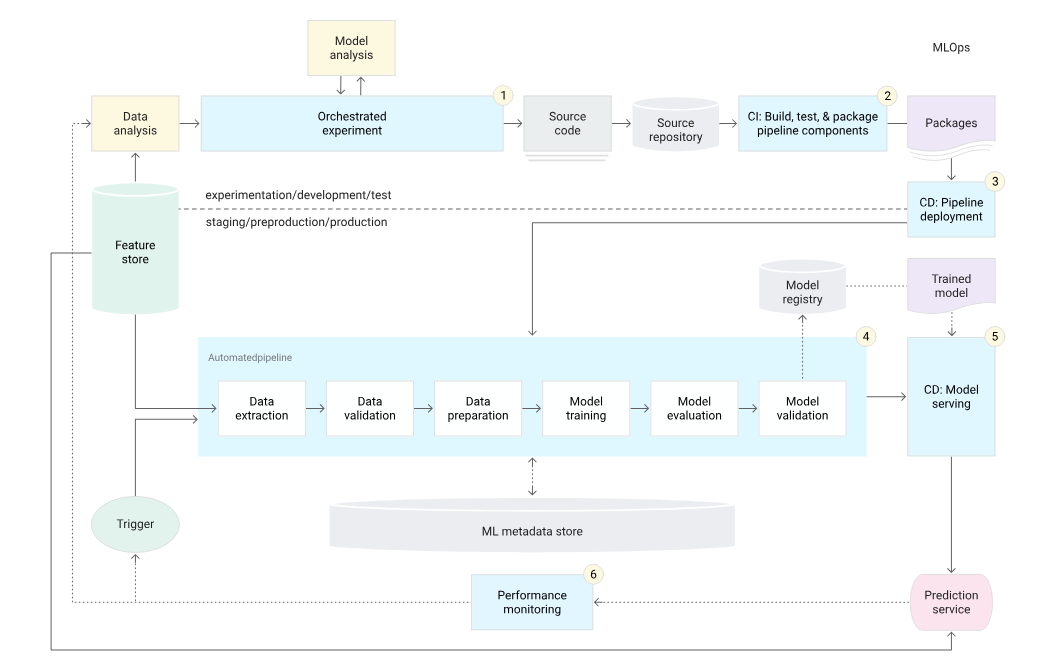 Model
analysis
MLOps
1
2
Data
analysis
Orchestrated
experiment
Source
code
Source
repository
CI: Build, test, & package
pipeline components
Packages
3
experimentation/development/test
staging/preproduction/production
CD: Pipeline
deployment
Feature
store
Model
registry
Trained
model
4
5
Automatedpipeline
Data
extraction
Data
validation
Data
preparation
Model
training
Model
evaluation
Model
validation
CD: Model
serving
Trigger
ML metadata store
6
Performance
monitoring
Prediction
service